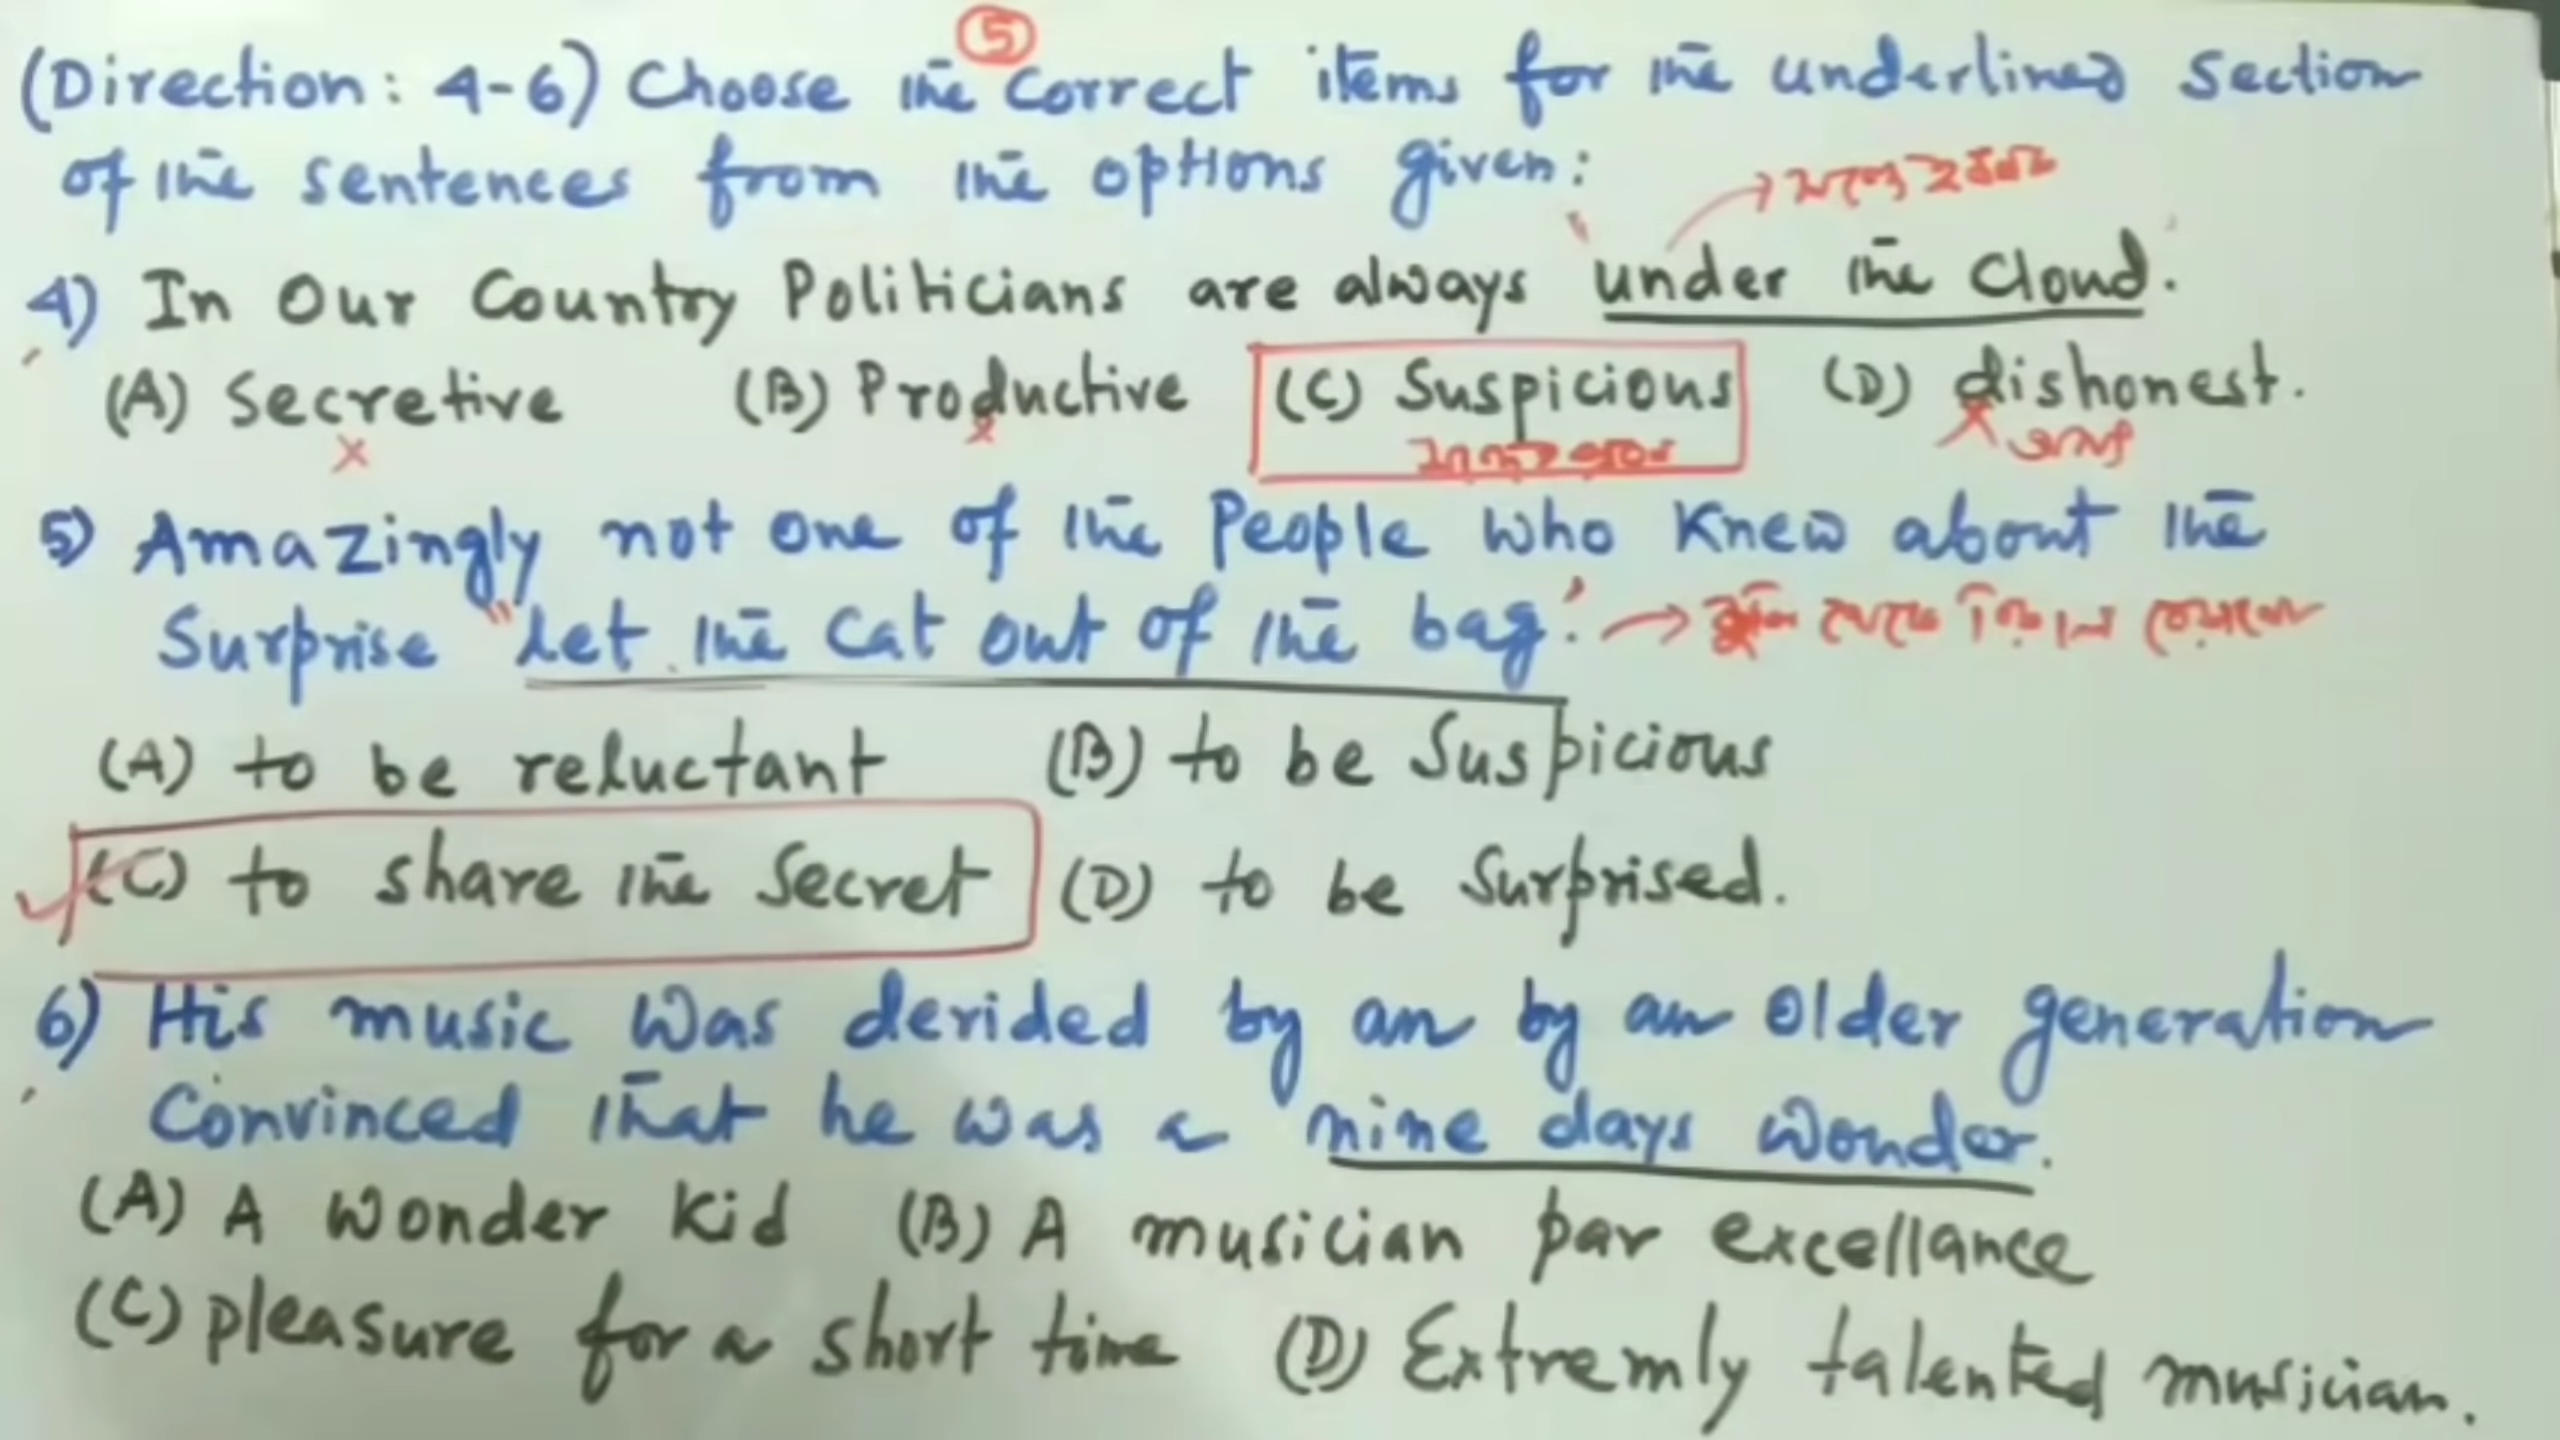 (5)
(Direction: 4-6) Choose the correct items for the underlined section
of the sentences from the options given:
4) In Our Country Politicians are always under the Cloud.
(A) Secretive (B) Productive (C) Suspicious (D) dishonest.
5) Amazingly not one of the People who Knew about the
Surprise "let the Cat out of the bag.'
(A) to be reluctant (B) to be Suspicious
(C) to share the Secret (D) to be Surprised.
6) His music was derided by an by an older generation
Convinced that he was a nine days wonder.
(A) A wonder kid (B) A musician par excellance
(C) pleasure for a short time (D) Extremly talented musician.